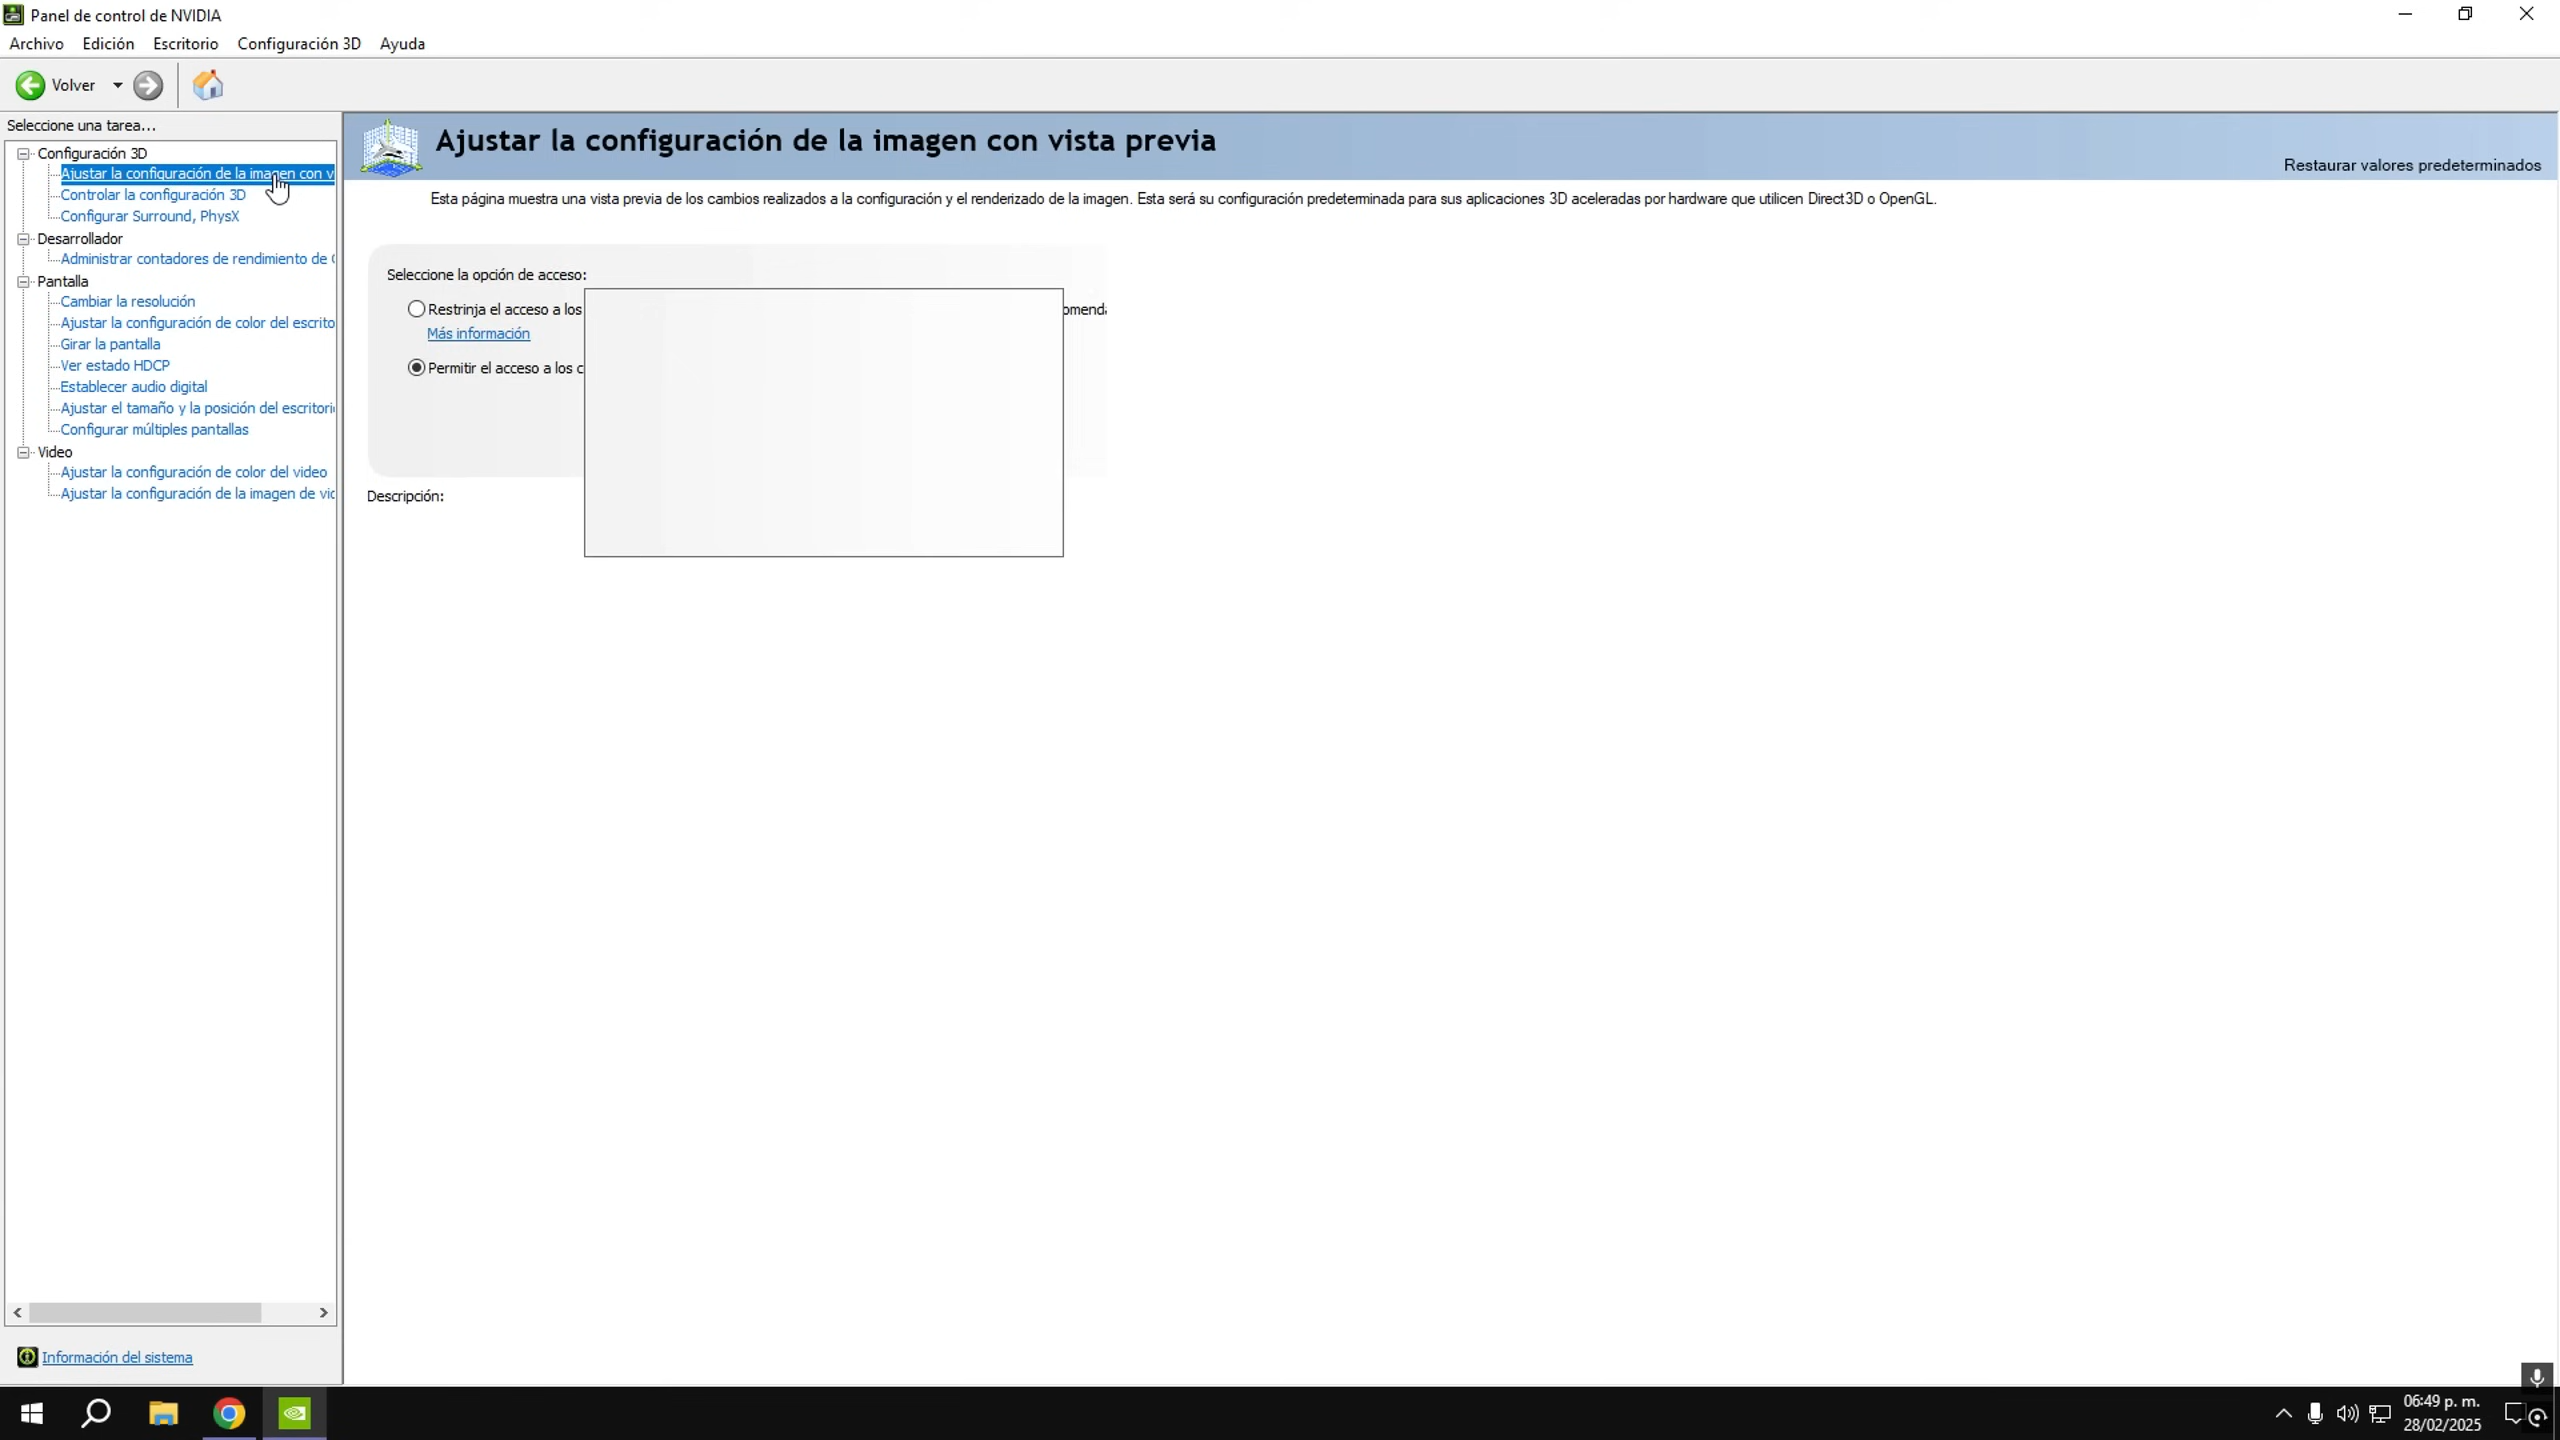 Panel de control de NVIDIA
Archivo Edición Escritorio Configuración 3D Ayuda
Volver
Seleccione una tarea...
Configuración 3D
Ajustar la configuración de la imagen con v
Controlar la configuración 3D
Configurar Surround, PhysX
Desarrollador
Administrar contadores de rendimiento de
Pantalla
Cambiar la resolución
Ajustar la configuración de color del escrito
Girar la pantalla
Ver estado HDCP
Establecer audio digital
Ajustar el tamaño y la posición del escritori
Configurar múltiples pantallas
Video
Ajustar la configuración de color del video
Ajustar la configuración de la imagen de vic
Información del sistema
Ajustar la configuración de la imagen con vista previa
Restaurar valores predeterminados
Esta página muestra una vista previa de los cambios realizados a la configuración y el renderizado de la imagen. Esta será su configuración predeterminada para sus aplicaciones 3D aceleradas por hardware que utilicen Direct3D o OpenGL.
Seleccione la opción de acceso:
Restrinja el acceso a los omenda
Más información
Permitir el acceso a los c
Descripción:
06:49 p. m.
28/02/2025